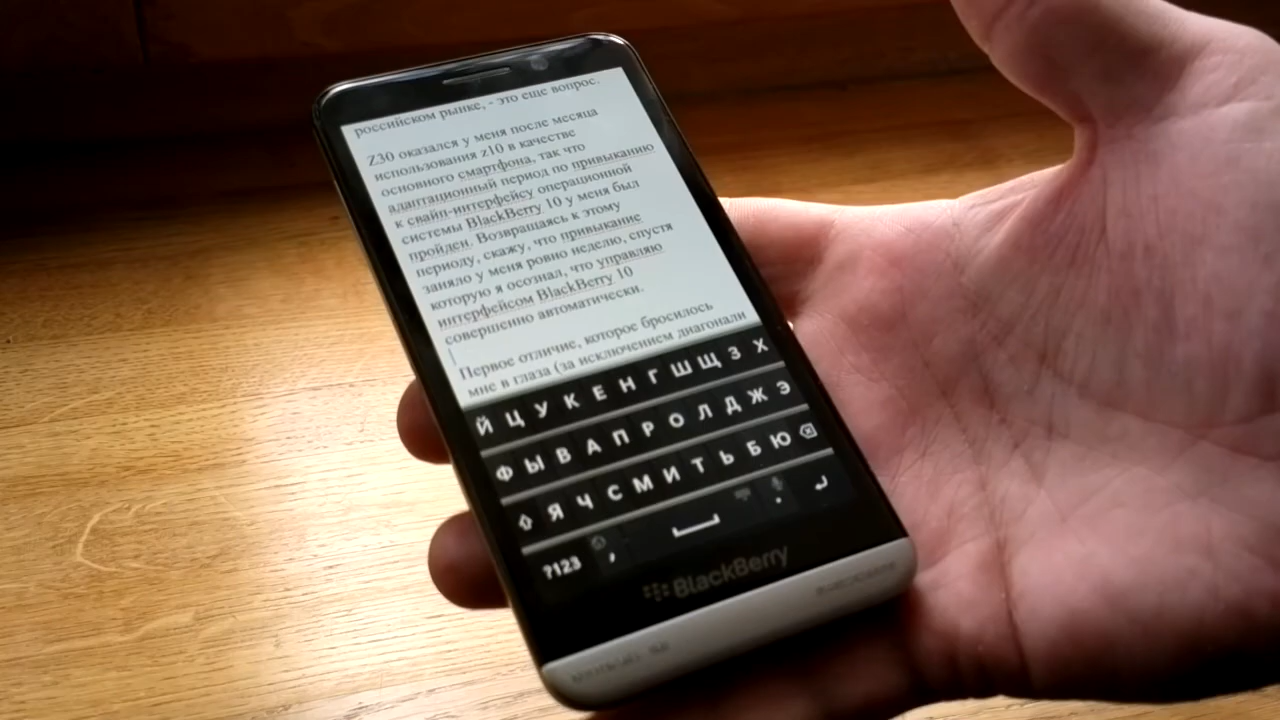 российском рынке, - это еще вопрос.
Z30 оказался у меня после месяца
использования z10 в качестве
основного смартфона, так что
адаптационный период по привыканию
к свайп-интерфейсу операционной
системы BlackBerry 10 у меня был
пройден. Возвращаясь к этому
периоду, скажу, что привыкание
заняло у меня ровно неделю, спустя
которую я осознал, что управляю
интерфейсом BlackBerry 10
совершенно автоматически.
Первое отличие, которое бросилось
мне в глаза (за исключением диагонали
Й Ц У К Е Н Г Ш Щ З Х
Ф Ы В А П Р О Л Д Ж Э
Я Ч С М И Т Ь Б Ю
?123 , .
BlackBerry